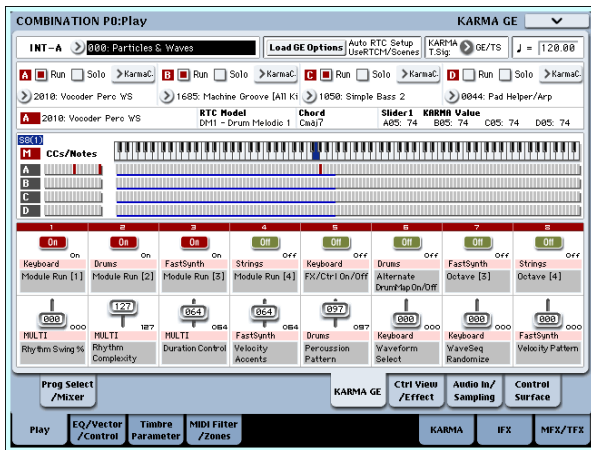 COMBINATION P0:Play KARMA GE
INT-A 000: Particles & Waves Load GE Options Auto RTC Setup UseRTCM/Scenes KARMA T.Sig: GE/TS ♩ = 120.00
A Run Solo KarmaC. B Run Solo KarmaC. C Run Solo KarmaC. D Run Solo KarmaC.
2010: Vocoder Perc WS 1685: Machine Groove [All Ki 1050: Simple Bass 2 0044: Pad Helper/Arp
RTC Model Chord Slider1 KARMA Value
A 2010: Vocoder Perc WS DM1 - Drum Melodic 1 Cmaj7 A05: 74 B05: 74 C05: 74 D05: 74
S8(1)
M CCs/Notes
A
B
C
D
1 2 3 4 5 6 7 8
On On On Off Off Off Off Off
On On On Off Off Off Off Off
Keyboard Drums FastSynth Strings Keyboard Drums FastSynth Strings
Module Run [1] Module Run [2] Module Run [3] Module Run [4] FX/Ctrl On/Off Alternate DrumMap On/Off Octave [3] Octave [4]
000 127 064 064 097 000 000 000
000 127 064 064 097 000 000 000
MULTI MULTI MULTI FastSynth Drums Keyboard Keyboard FastSynth
Rhythm Swing % Rhythm Complexity Duration Control Velocity Accents Percussion Pattern Waveform Select WaveSeq Randomize Velocity Pattern
Prog Select /Mixer KARMA GE Ctrl View /Effect Audio In/ Sampling Control Surface
Play EQ/Vector /Control Timbre Parameter MIDI Filter /Zones KARMA IFX MFX/TFX